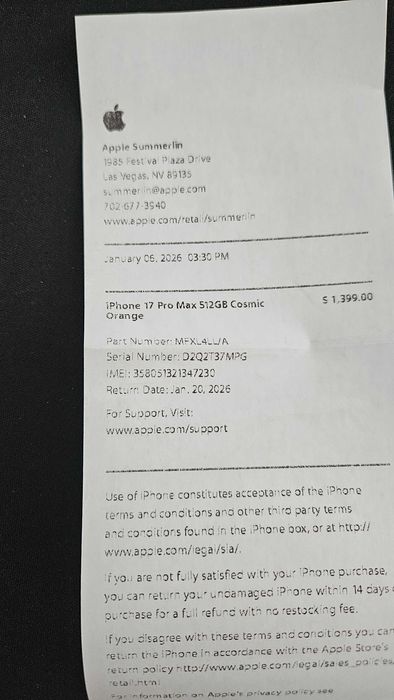 Apple Summerlin
1985 Festival Plaza Drive
Las Vegas, NV 89135
summerlin@apple.com
702-677-3940
www.apple.com/retail/summerlin
January 06, 2026 03:30 PM
iPhone 17 Pro Max 512GB Cosmic $ 1,399.00
Orange
Part Number: MFXL4LL/A
Serial Number: D2Q2T37MPG
IMEI: 358051321347230
Return Date: Jan. 20, 2026
For Support, Visit:
www.apple.com/support
Use of iPhone constitutes acceptance of the iPhone
terms and conditions and other third party terms
and conditions found in the iPhone box, or at http://
www.apple.com/legal/sla/.
If you are not fully satisfied with your iPhone purchase,
you can return your undamaged iPhone within 14 days
purchase for a full refund with no restocking fee.
If you disagree with these terms and conditions you can
return the iPhone in accordance with the Apple Store's
return policy http://www.apple.com/legal/sales_policies
retail.html
For information on Apple's privacy policy see